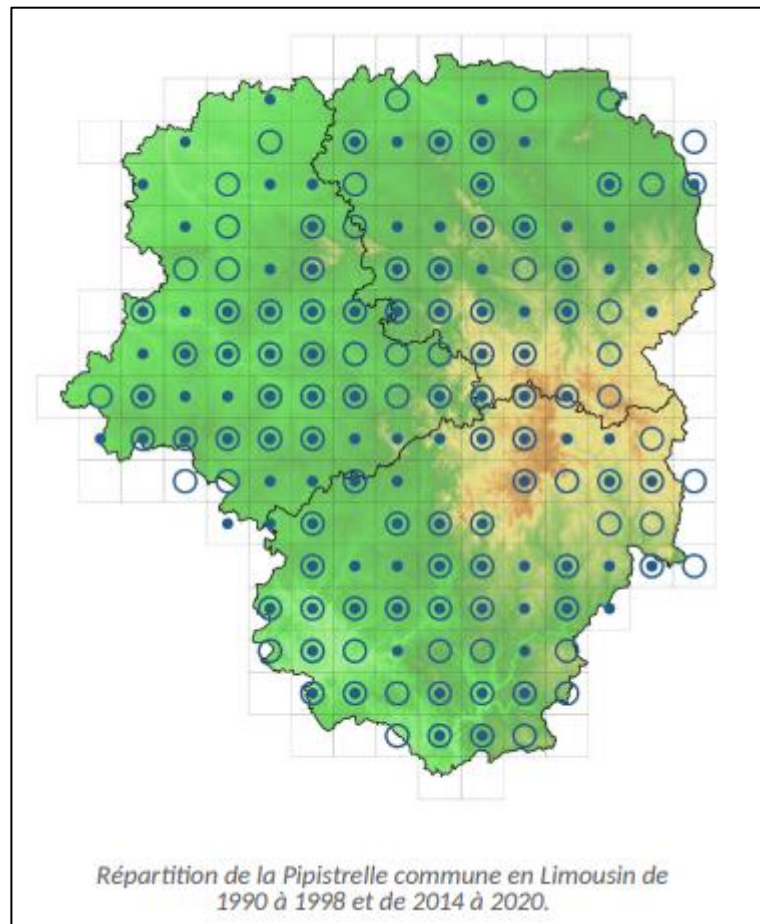 Répartition de la Pipistrelle commune en Limousin de
1990 à 1998 et de 2014 à 2020.